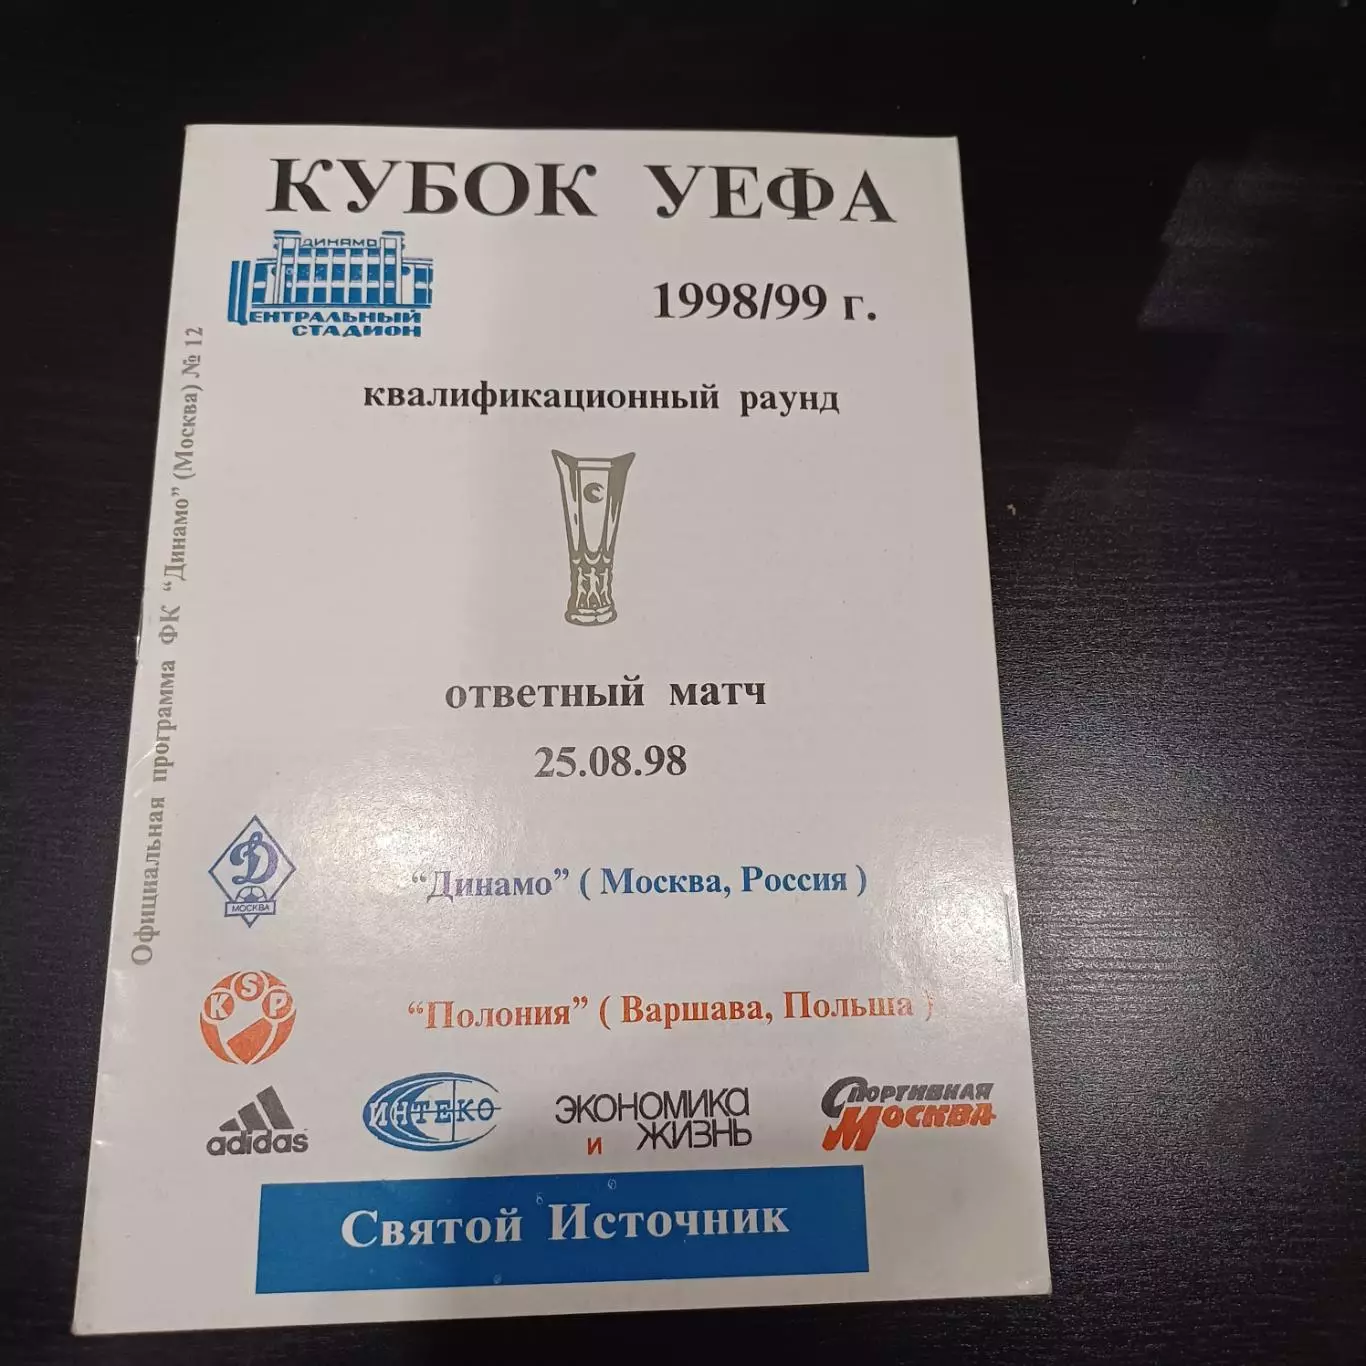 КУБОК УЕФА
ДИНАМО
ЦЕНТРАЛЬНЫЙ
СТАДИОН
1998/99 г.
Официальная программа ФК “Динамо” (Москва) № 12
квалификационный раунд
ответный матч
25.08.98
Д
МОСКВА
“Динамо” ( Москва, Россия )
KSP
“Полония” ( Варшава, Польша )
adidas
ИНТЕКО
ЭКОНОМИКА
И ЖИЗНЬ
СПОРТИВНАЯ
МОСКВА
Святой Источник